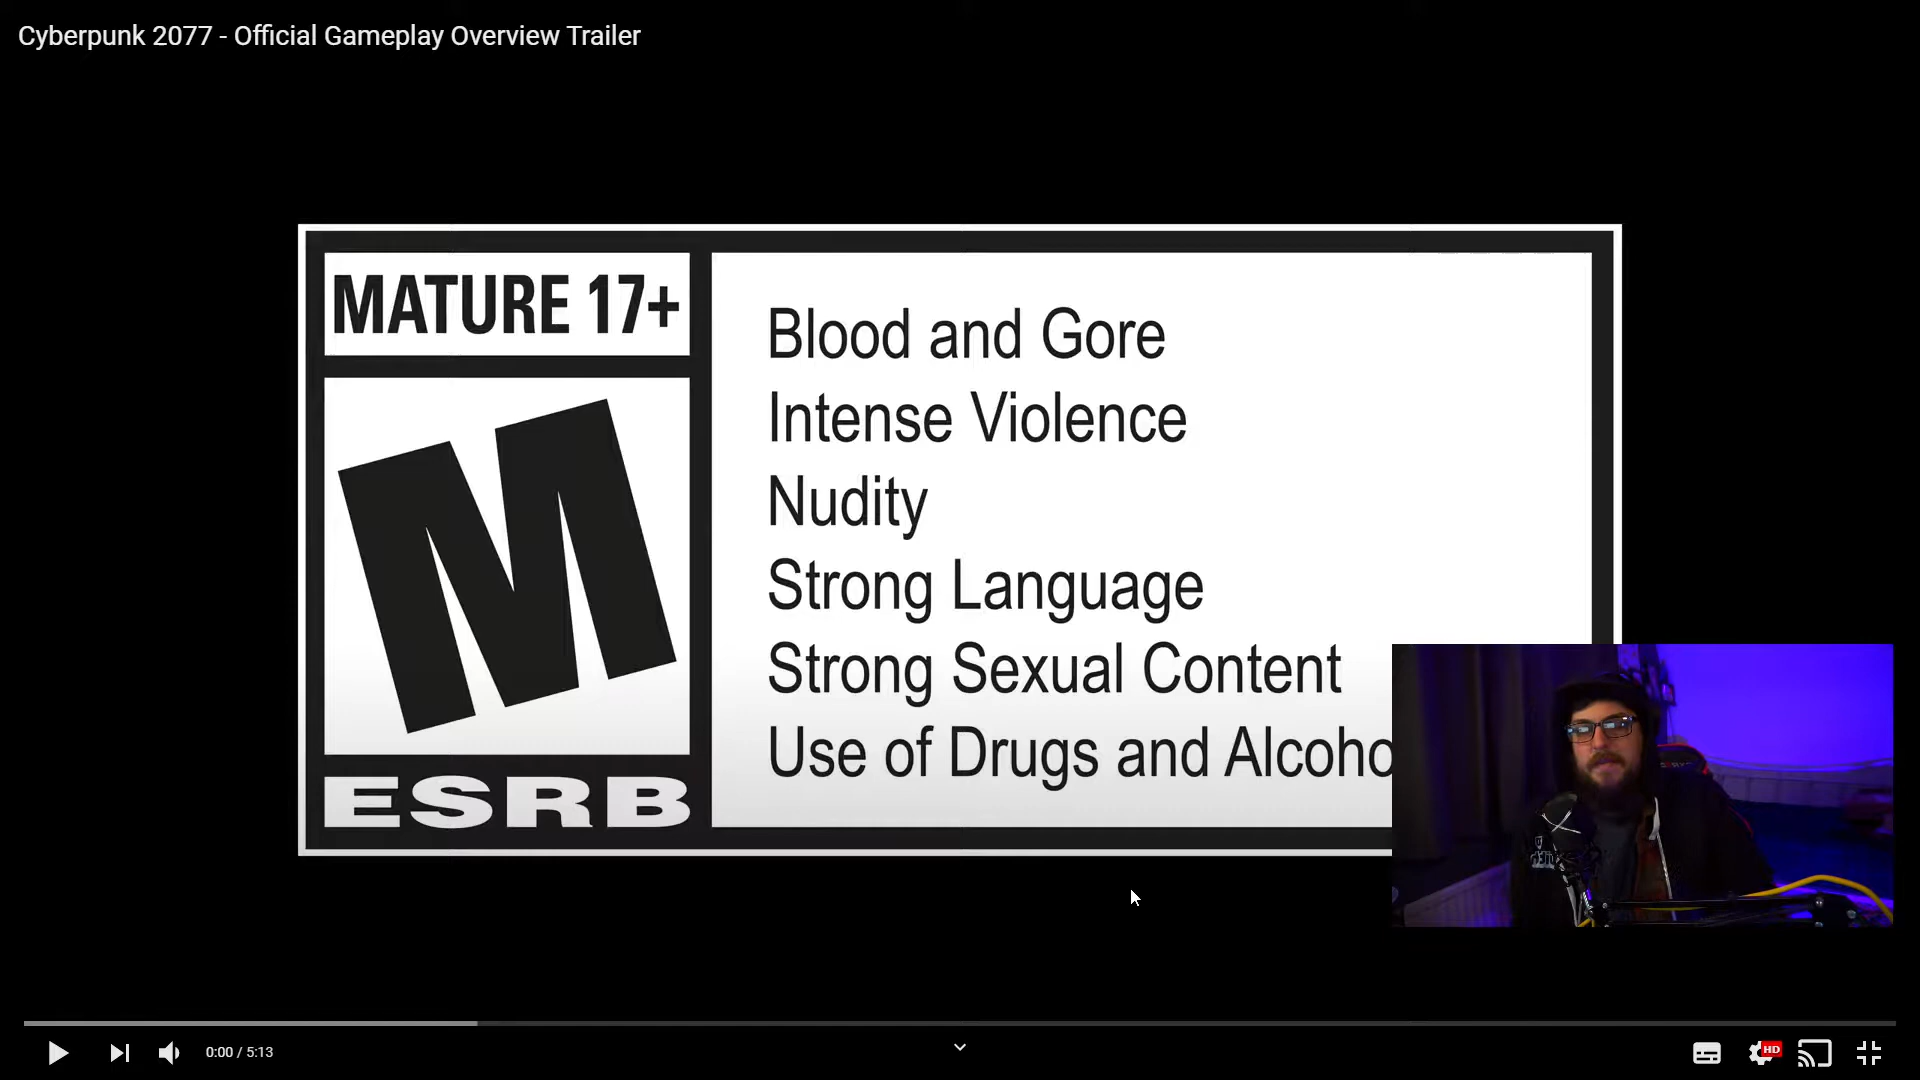 Cyberpunk 2077 - Official Gameplay Overview Trailer
MATURE 17+
M
ESRB
Blood and Gore
Intense Violence
Nudity
Strong Language
Strong Sexual Content
Use of Drugs and Alcoho
0:00 / 5:13
HD